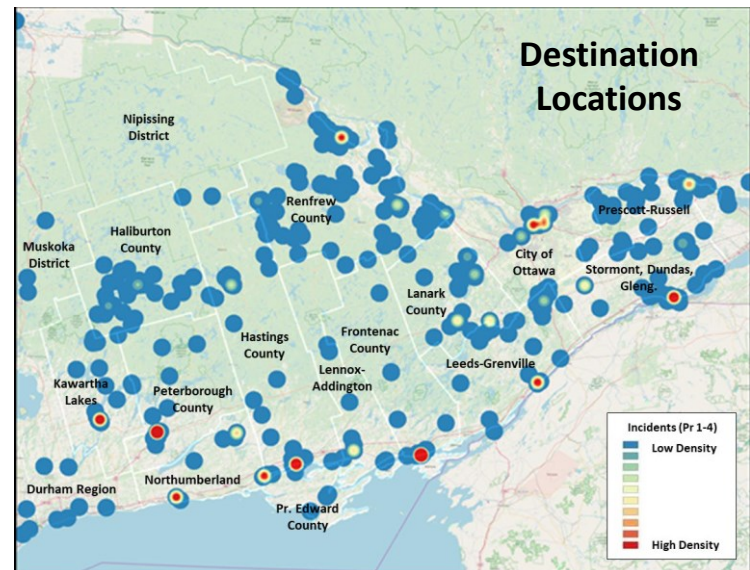 Destination
Locations
Nipissing
District
Renfrew
County
Prescott-Russell
Haliburton
County
Muskoka
District
City of
Ottawa
Stormont, Dundas,
Gleng.
Lanark
County
Hastings
County
Frontenac
County
Lennox-
Addington
Leeds-Grenville
Kawartha
Lakes
Peterborough
County
Durham Region
Northumberland
Pr. Edward
County
Incidents (Pr 1-4)
Low Density
High Density